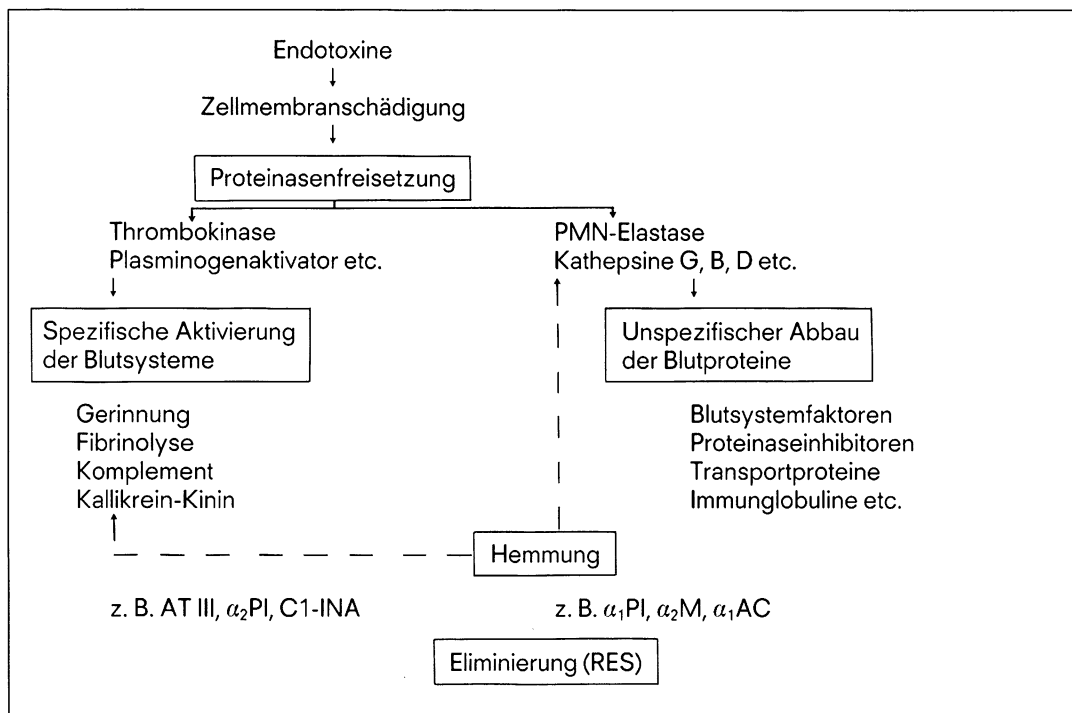 Endotoxine
Zellmembranschädigung
Proteinasenfreisetzung
Thrombokinase
Plasminogenaktivator etc.
PMN-Elastase
Kathepsine G, B, D etc.
Spezifische Aktivierung
der Blutsysteme
Unspezifischer Abbau
der Blutproteine
Gerinnung
Fibrinolyse
Komplement
Kallikrein-Kinin
Blutsystemfaktoren
Proteinaseinhibitoren
Transportproteine
Immunglobuline etc.
Hemmung
z. B. AT III, α₂PI, C1-INA
z. B. α₁PI, α₂M, α₁AC
Eliminierung (RES)